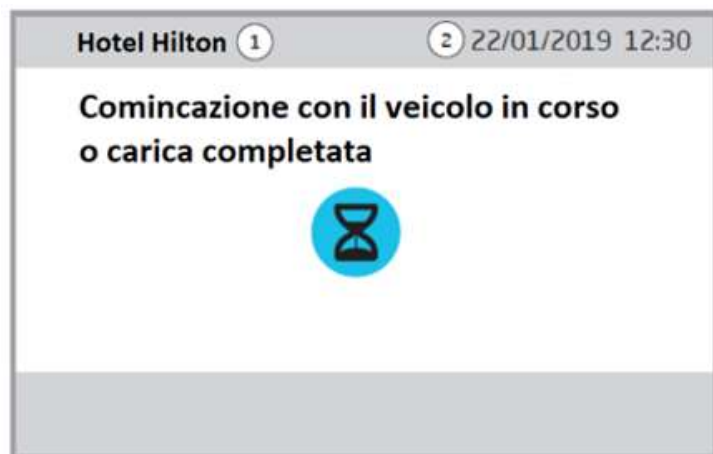 Hotel Hilton 1 2 22/01/2019 12:30
Comincazione con il veicolo in corso
o carica completata